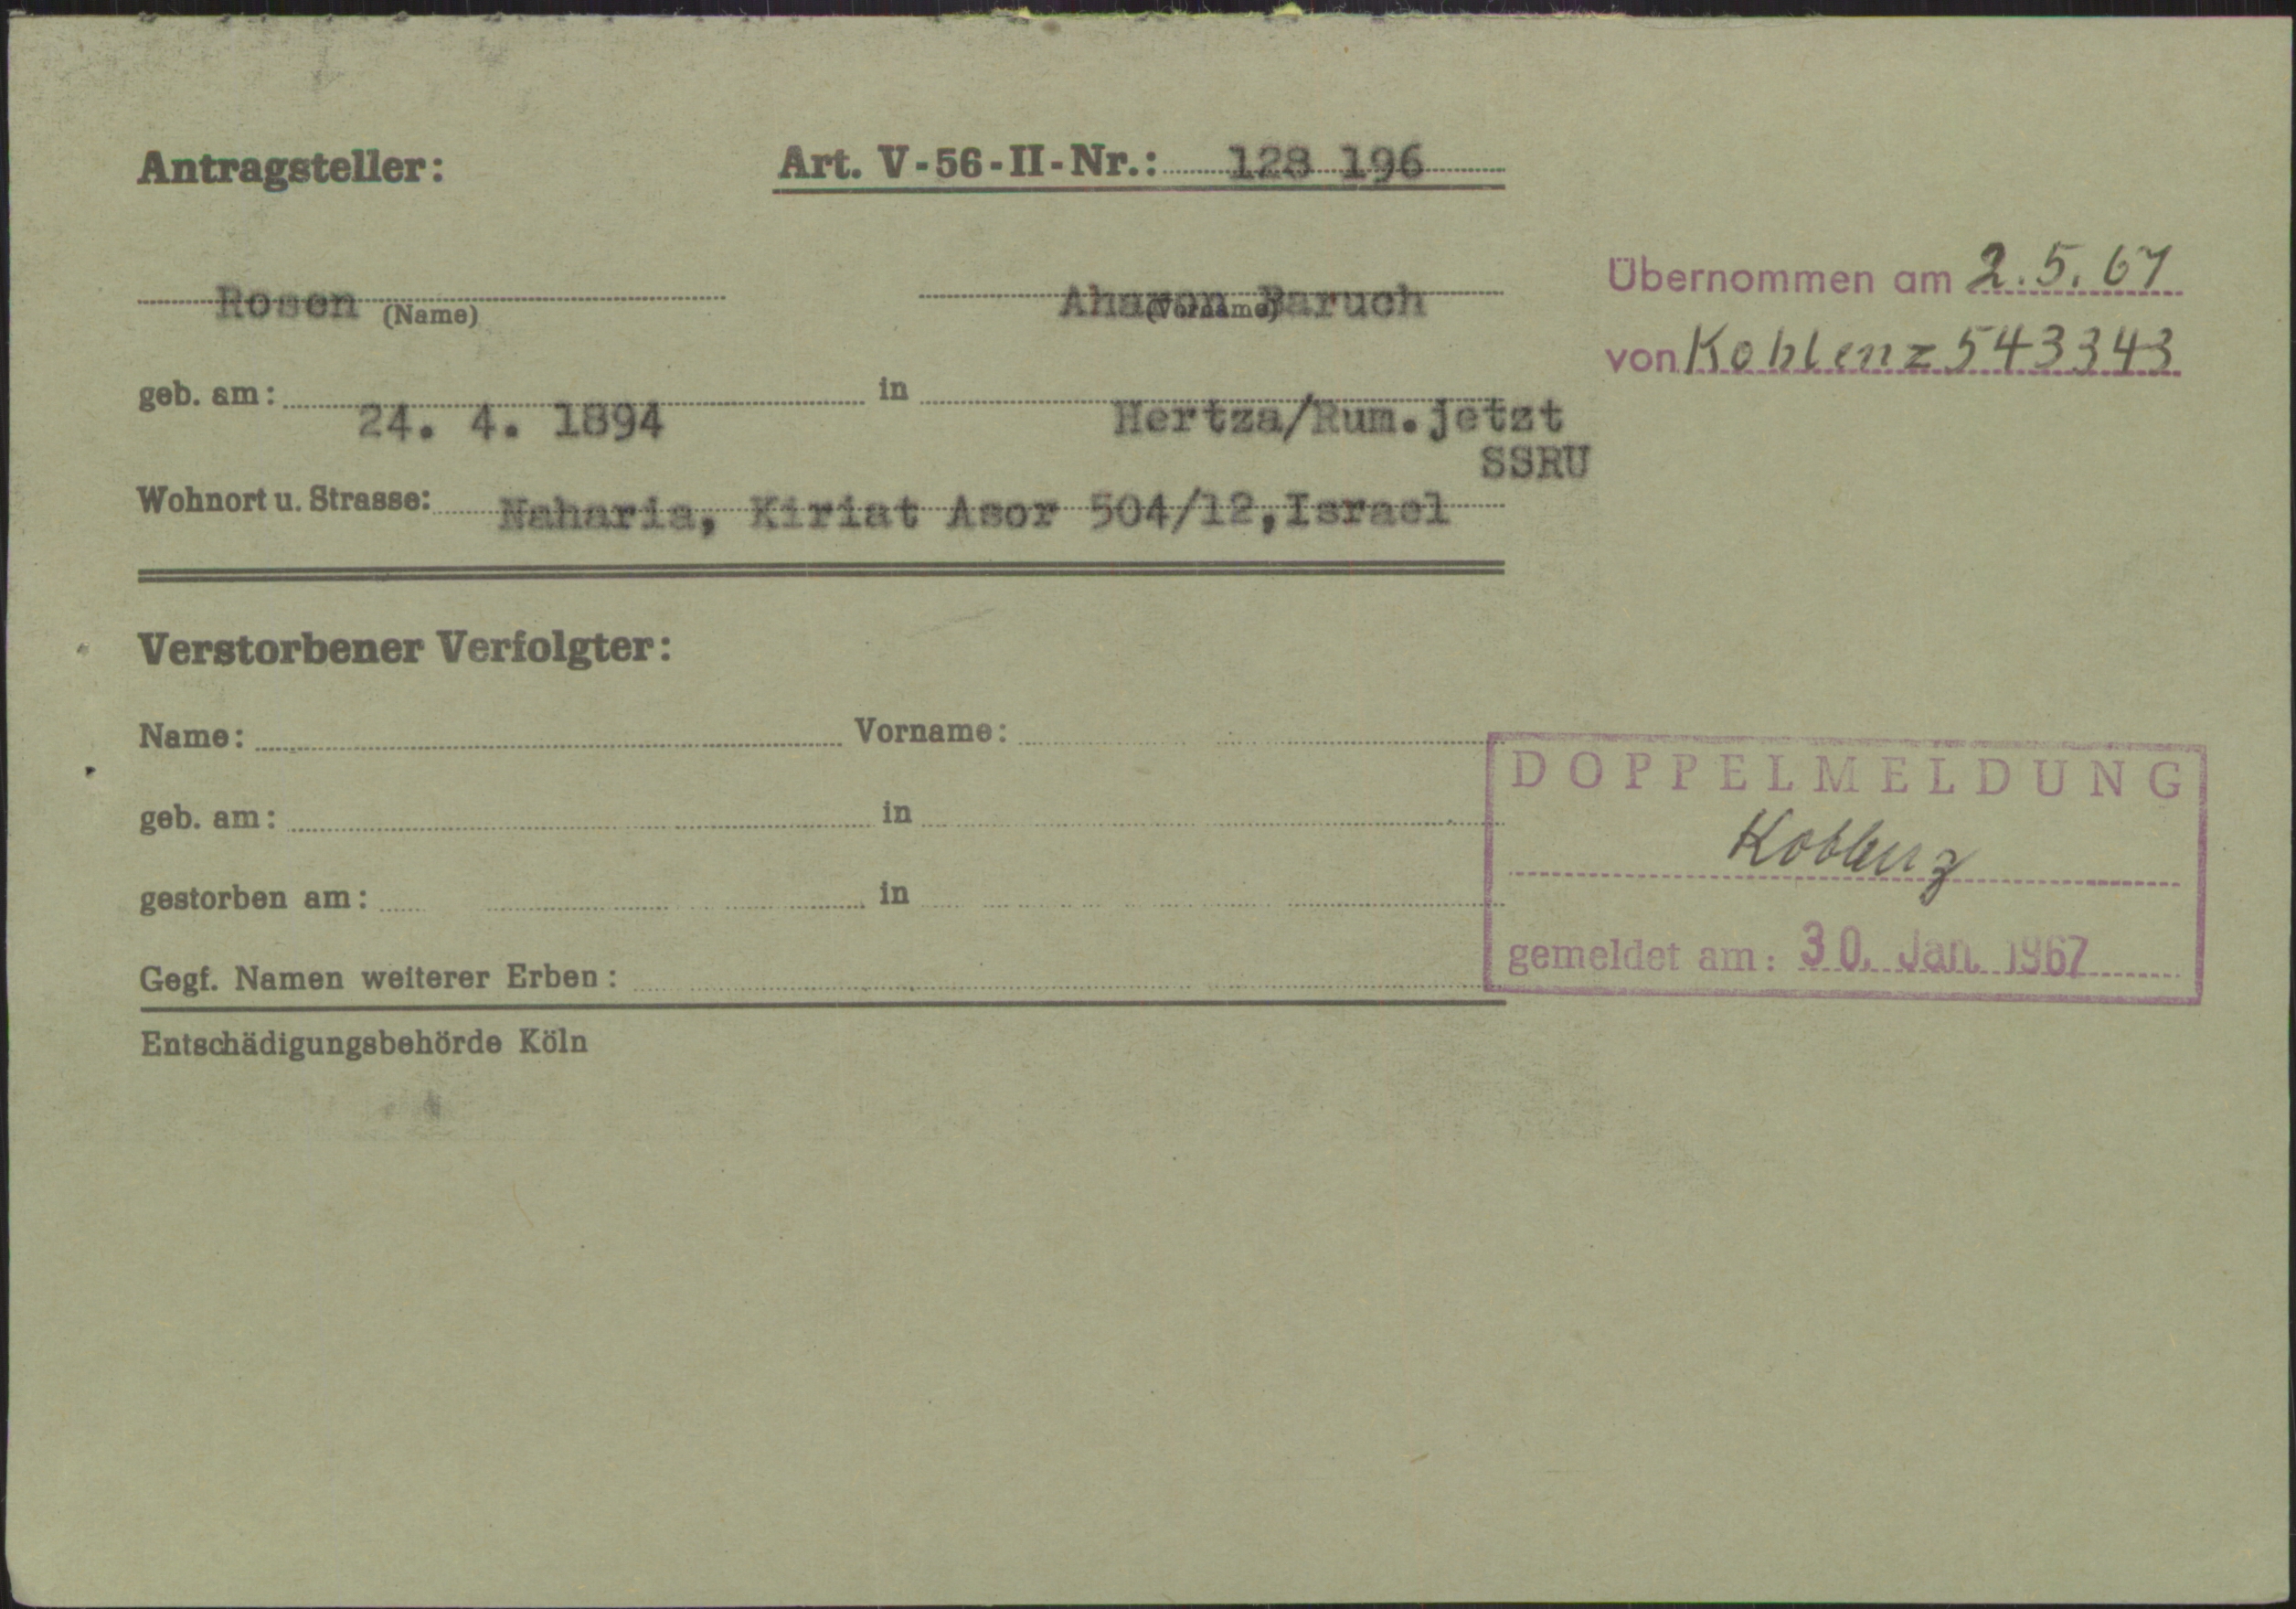 Antragsteller:
Art. V-56-II-Nr.: 128 196
Rosen (Name)
Aharon Baruch (Vorname)
Übernommen am 2.5.67
von Koblenz 543343
geb. am: 24. 4. 1894 in Hertza/Rum.jetzt
SSRU
Wohnort u. Strasse: Naharia, Kiriat Asor 504/12,Israel
Verstorbener Verfolgter:
Name: Vorname:
geb. am: in
gestorben am: in
Gegf. Namen weiterer Erben:
DOPPELMELDUNG
Koblenz
gemeldet am: 30. Jan. 1967
Entschädigungsbehörde Köln